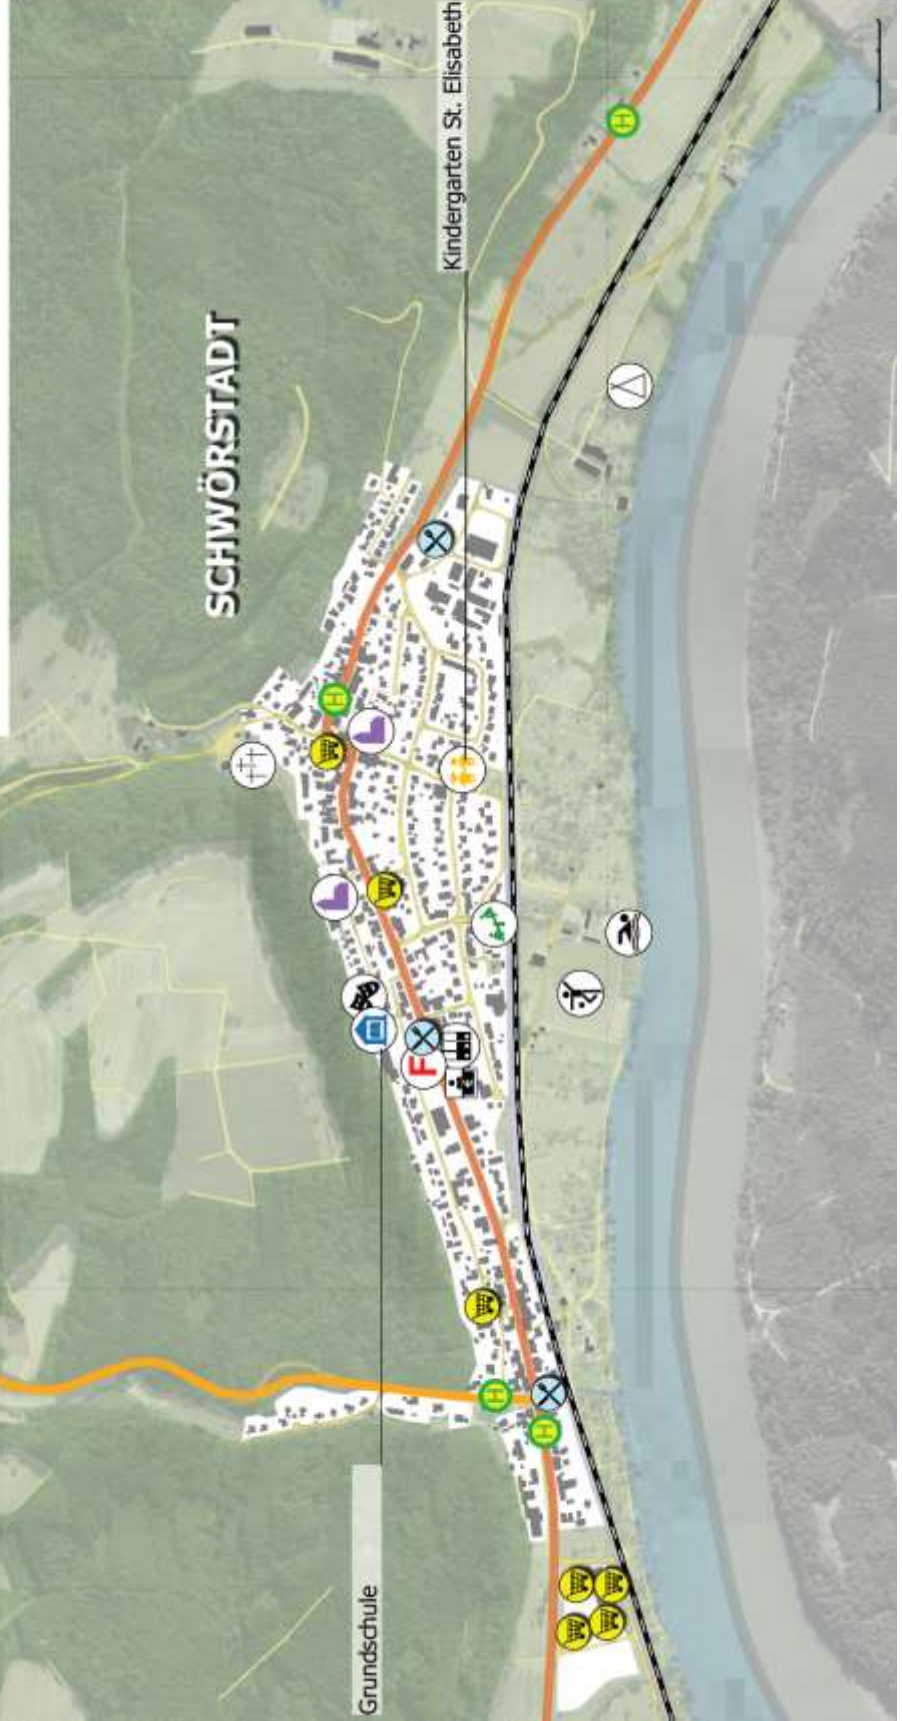 SCHWÖRSTADT
Kindergarten St. Elisabeth
Grundschule
H
H
F
H
H